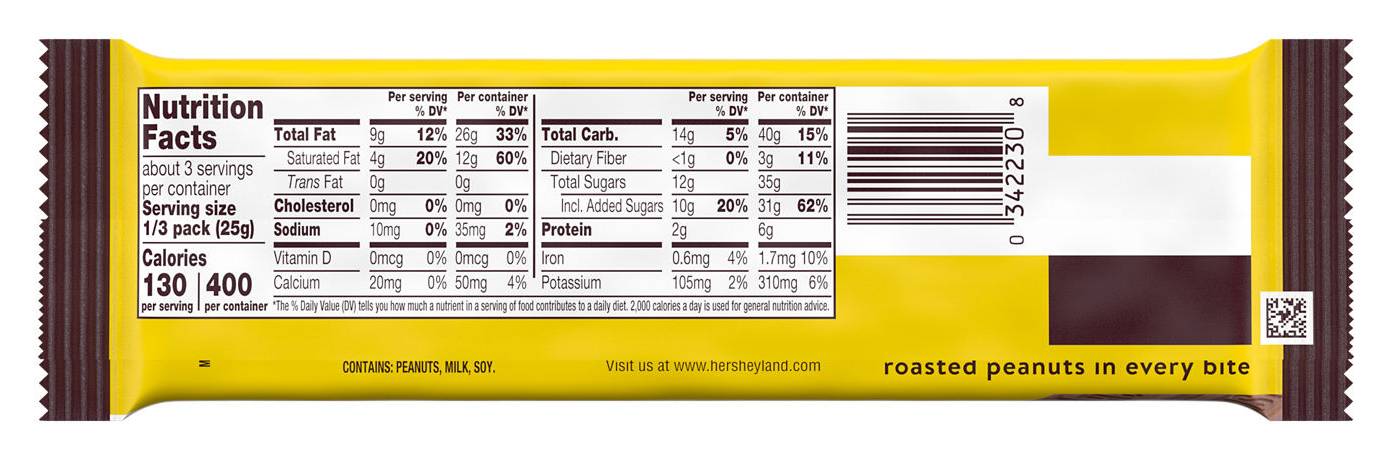 Nutrition
Facts
about 3 servings
per container
Serving size
1/3 pack (25g)
Calories
130 | 400
per serving | per container
Per serving Per container
% DV* % DV*
Total Fat 9g 12% 26g 33%
Saturated Fat 4g 20% 12g 60%
Trans Fat 0g 0g
Cholesterol 0mg 0% 0mg 0%
Sodium 10mg 0% 35mg 2%
Vitamin D 0mcg 0% 0mcg 0%
Calcium 20mg 0% 50mg 4%
Per serving Per container
% DV* % DV*
Total Carb. 14g 5% 40g 15%
Dietary Fiber <1g 0% 3g 11%
Total Sugars 12g 35g
Incl. Added Sugars 10g 20% 31g 62%
Protein 2g 6g
Iron 0.6mg 4% 1.7mg 10%
Potassium 105mg 2% 310mg 6%
*The % Daily Value (DV) tells you how much a nutrient in a serving of food contributes to a daily diet. 2,000 calories a day is used for general nutrition advice.
0 3422230 8
M
CONTAINS: PEANUTS, MILK, SOY.
Visit us at www.hersheyland.com
roasted peanuts in every bite